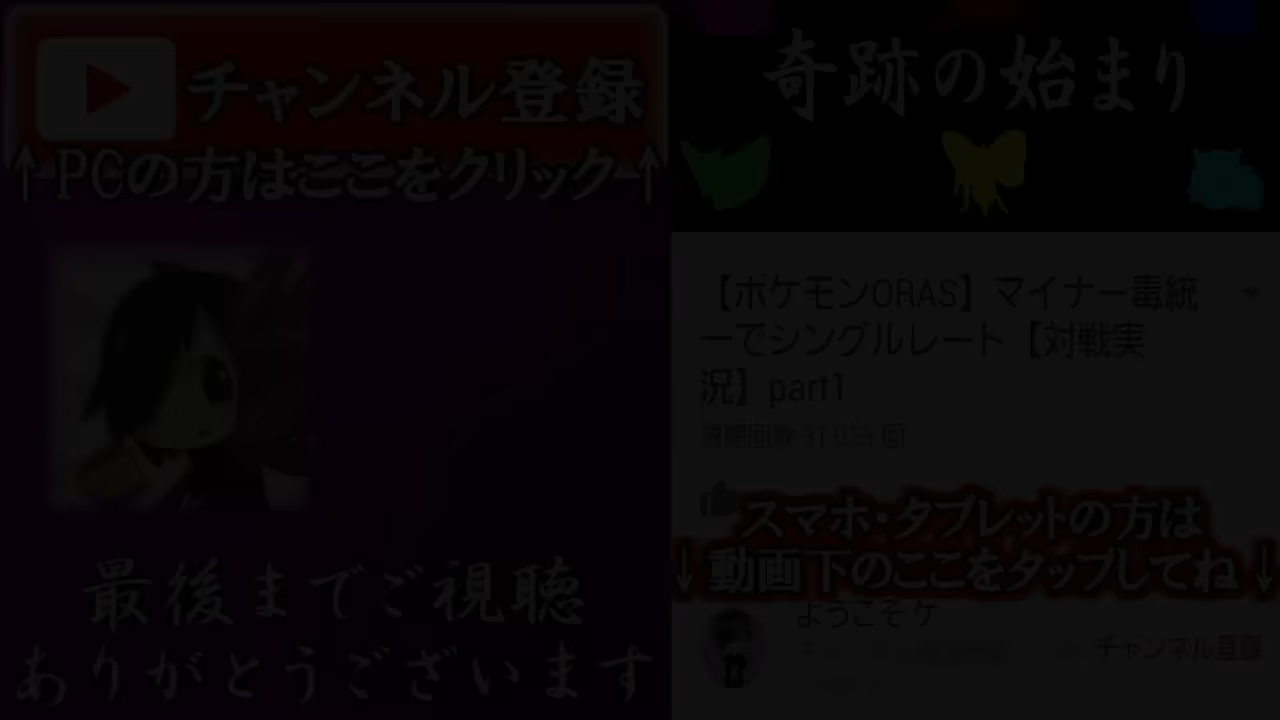 チャンネル登録
↑PCの方はここをクリック↑
最後までご視聴
ありがとうございます
奇跡の始まり
【ポケモンORAS】マイナー毒統
一でシングルレート【対戦実
況】part1
スマホ・タブレットの方は
↓動画下のここをタップしてね↓
ようこそケ
チャンネル登録